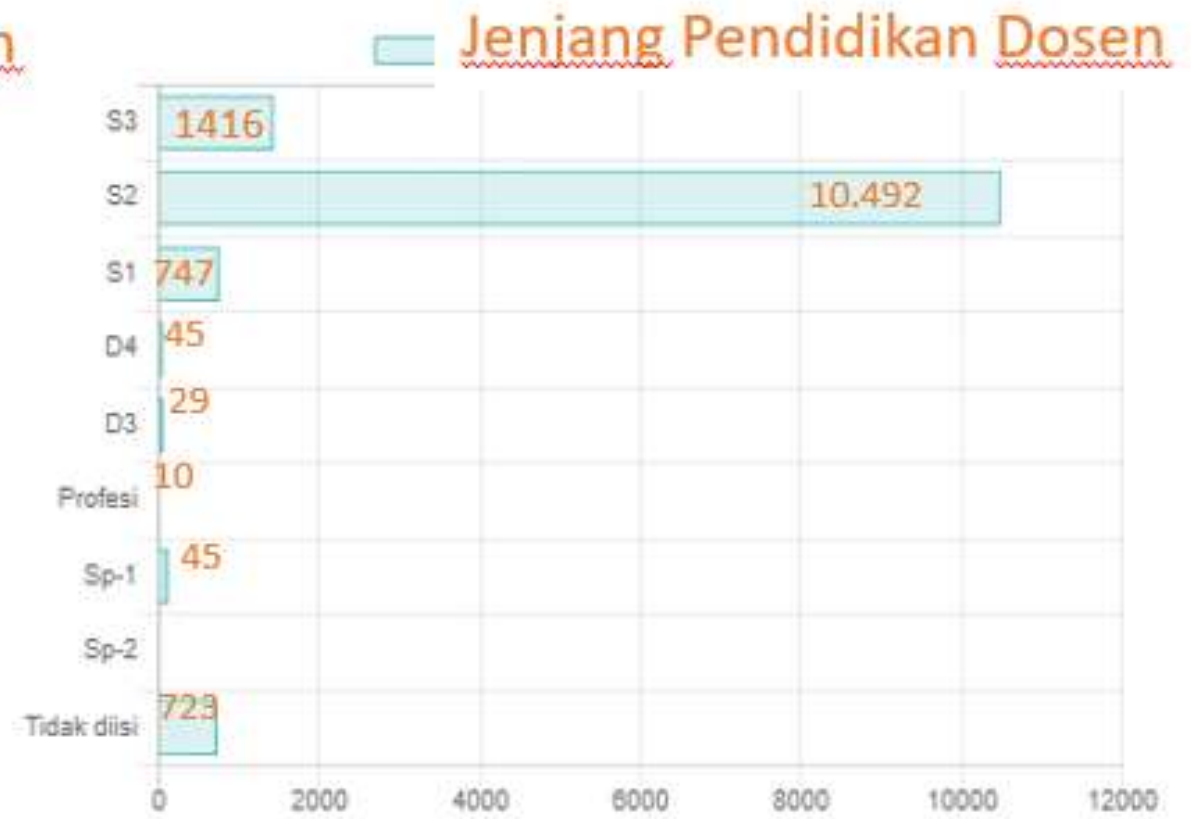 n
Jenjang Pendidikan Dosen
S3 1416
S2 10.492
S1 747
D4 45
D3 29
Profesi 10
Sp-1 45
Sp-2
Tidak diisi 723
0 2000 4000 6000 8000 10000 12000